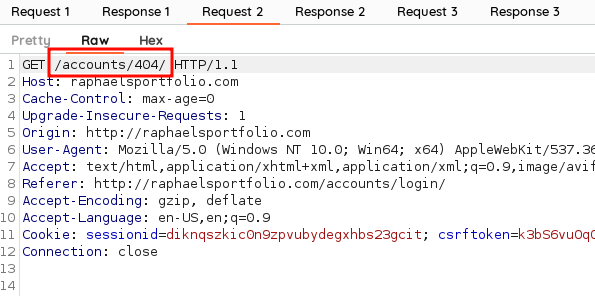 Request 1 Response 1 Request 2 Response 2 Request 3 Response 3
Pretty Raw Hex
1 GET /accounts/404/ HTTP/1.1
2 Host: raphaelsportfolio.com
3 Cache-Control: max-age=0
4 Upgrade-Insecure-Requests: 1
5 Origin: http://raphaelsportfolio.com
6 User-Agent: Mozilla/5.0 (Windows NT 10.0; Win64; x64) AppleWebKit/537.36
7 Accept: text/html,application/xhtml+xml,application/xml;q=0.9,image/avif
8 Referer: http://raphaelsportfolio.com/accounts/login/
9 Accept-Encoding: gzip, deflate
10 Accept-Language: en-US,en;q=0.9
11 Cookie: sessionid=diknqszkic0n9zpvubydegxhbs23gcit; csrftoken=k3bS6vuOq
12 Connection: close
13
14